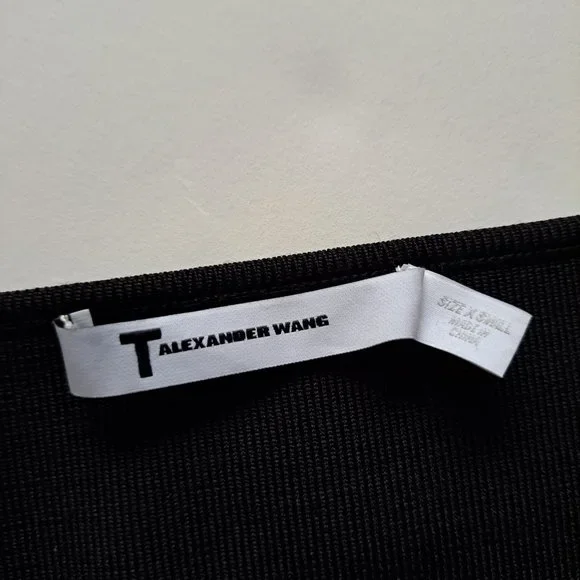 T ALEXANDER WANG
SIZE X SMALL
MADE IN
CHINA